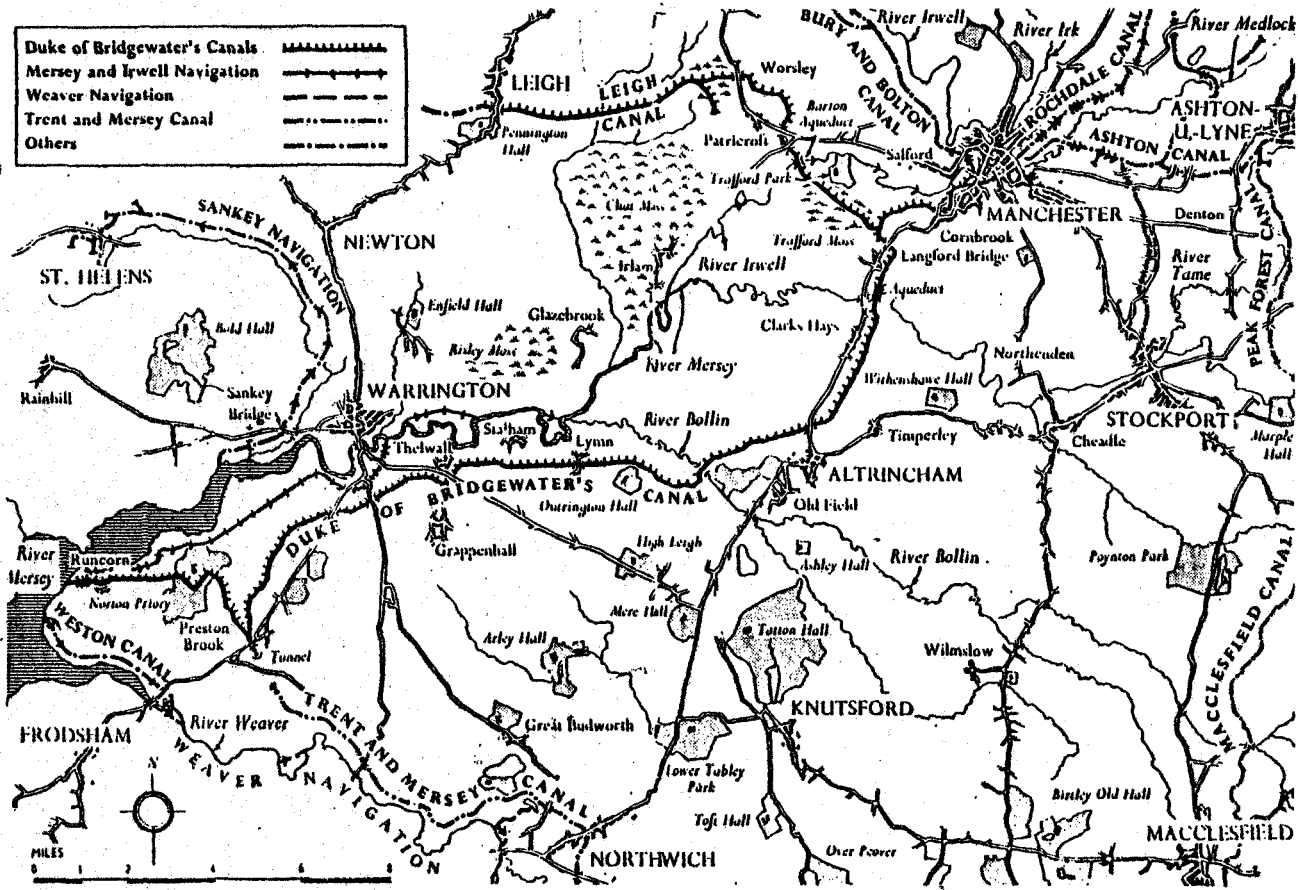 Duke of Bridgewater's Canals
Mersey and Irwell Navigation
Weaver Navigation
Trent and Mersey Canal
Others
BURY AND BOLTON CANAL
River Irwell
River Irk
ROCHDALE CANAL
River Medlock
LEIGH
LEIGH CANAL
Worsley
Pennington Hall
Barton Aqueduct
Patricroft
Salford
ASHTON CANAL
ASHTON-U.-LYNE
Trafford Park
Chat Moss
MANCHESTER
Denton
SANKEY NAVIGATION
NEWTON
Trafford Moss
Cornbrook
Langford Bridge
ST. HELENS
Irlam
River Irwell
Aqueduct
River Tame
PEAK FOREST CANAL
Bold Hall
Enfield Hall
Glazebrook
Clarks Hays
Risley Moss
River Mersey
Northenden
Rainhill
Sankey Bridge
WARRINGTON
Withenshawe Hall
STOCKPORT
Marple Hall
River Bollin
Statham
Lymn
Timperley
Cheadle
Thelwall
DUKE OF BRIDGEWATER'S CANAL
ALTRINCHAM
Outrington Hall
Old Field
River Mersey
Runcorn
Grappenhall
High Leigh
Ashley Hall
River Bollin
Poynton Park
Norton Priory
Mere Hall
WESTON CANAL
Preston Brook
Tunnel
Arley Hall
Tatton Hall
Wilmslow
MACCLESFIELD CANAL
TRENT AND MERSEY CANAL
River Weaver
Great Budworth
KNUTSFORD
FRODSHAM
WEAVER NAVIGATION
Lower Tabley Park
N
Toft Hall
Birtley Old Hall
MACCLESFIELD
Over Peover
NORTHWICH
MILES
0 2 4 6 8